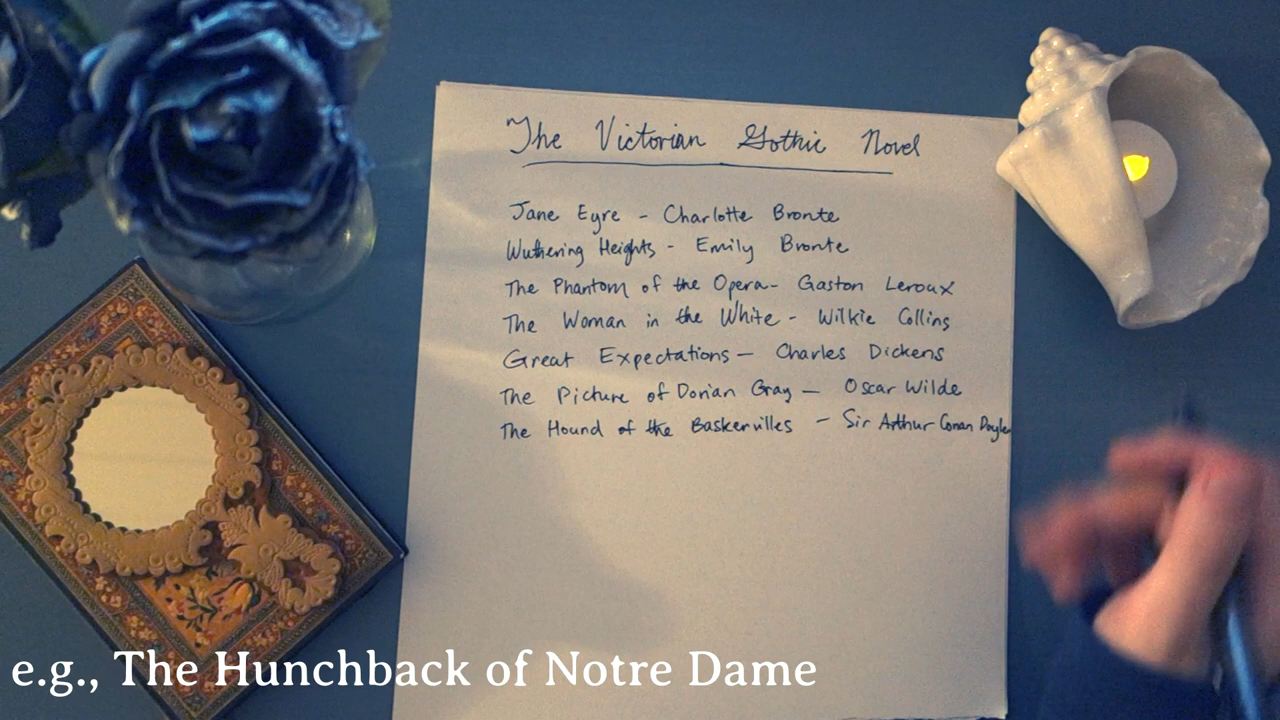 The Victorian Gothic Novel
Jane Eyre - Charlotte Bronte
Wuthering Heights - Emily Bronte
The Phantom of the Opera - Gaston Leroux
The Woman in the White - Wilkie Collins
Great Expectations - Charles Dickens
The Picture of Dorian Gray - Oscar Wilde
The Hound of the Baskervilles - Sir Arthur Conan Doyle
e.g., The Hunchback of Notre Dame